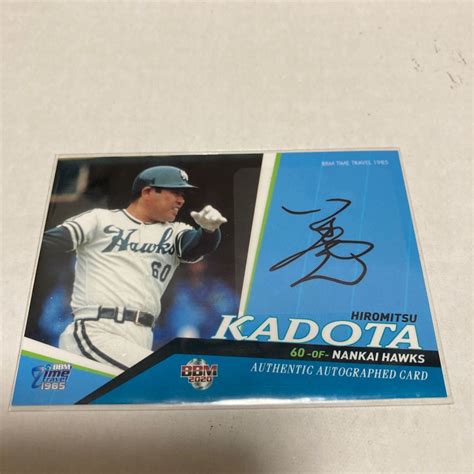 BBM TIME TRAVEL 1985
Hawks
60
HIROMITSU
KADOTA
60 -OF- NANKAI HAWKS
AUTHENTIC AUTOGRAPHED CARD
BBM
Time
Travel
1985
BBM
2020